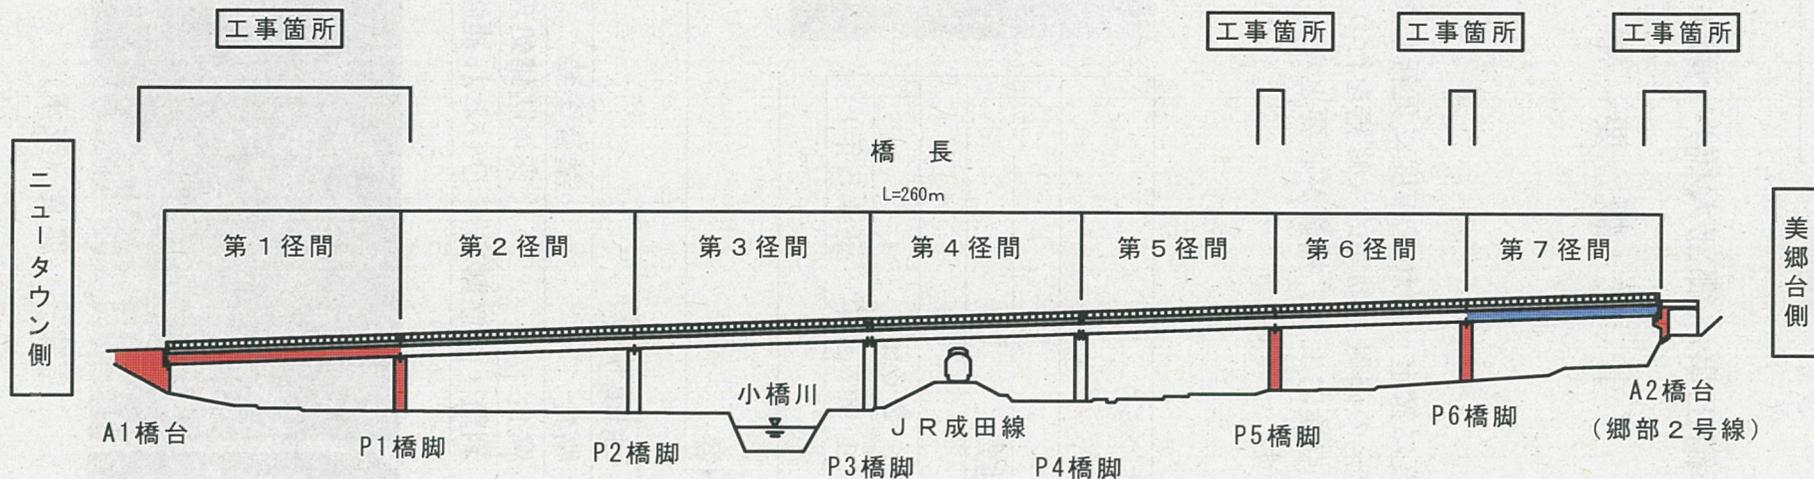 工事箇所
工事箇所
工事箇所
工事箇所
橋 長
L=260m
ニュータウン側
美郷台側
第１径間
第２径間
第３径間
第４径間
第５径間
第６径間
第７径間
小橋川
ＪＲ成田線
A1橋台
P1橋脚
P2橋脚
P3橋脚
P4橋脚
P5橋脚
P6橋脚
A2橋台
(郷部２号線)